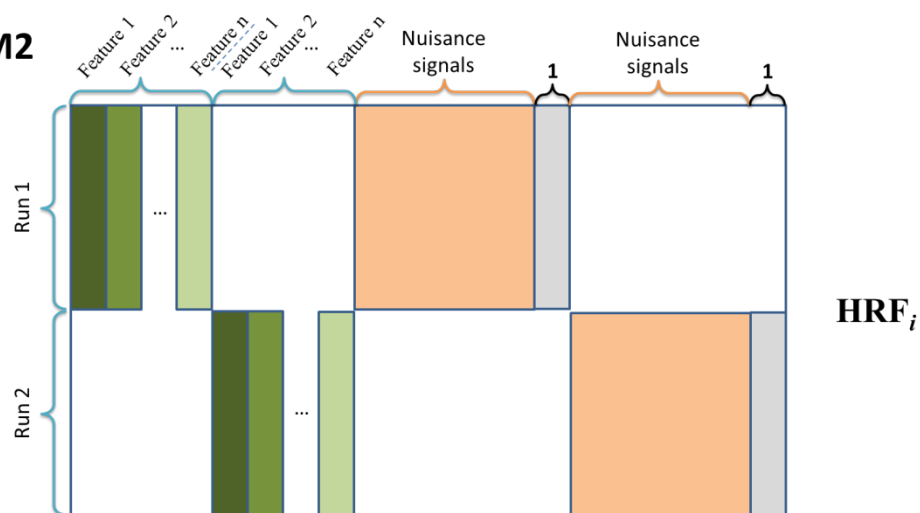 M2
Feature 1
Feature 2
...
Feature n
Feature 1
Feature 2
...
Feature n
Nuisance
signals
1
Nuisance
signals
1
Run 1
...
HRFi
Run 2
...